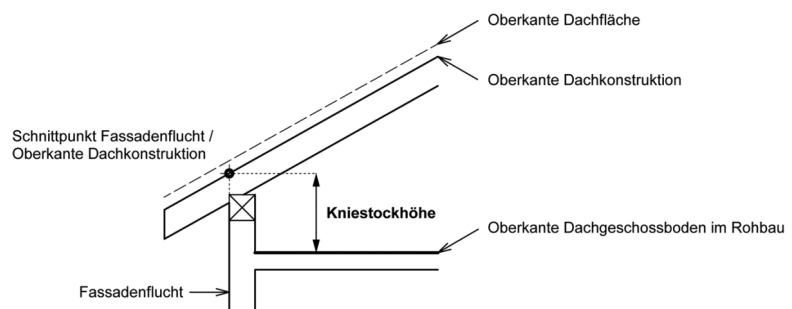 Oberkante Dachfläche
Oberkante Dachkonstruktion
Schnittpunkt Fassadenflucht /
Oberkante Dachkonstruktion
Kniestockhöhe
Oberkante Dachgeschossboden im Rohbau
Fassadenflucht